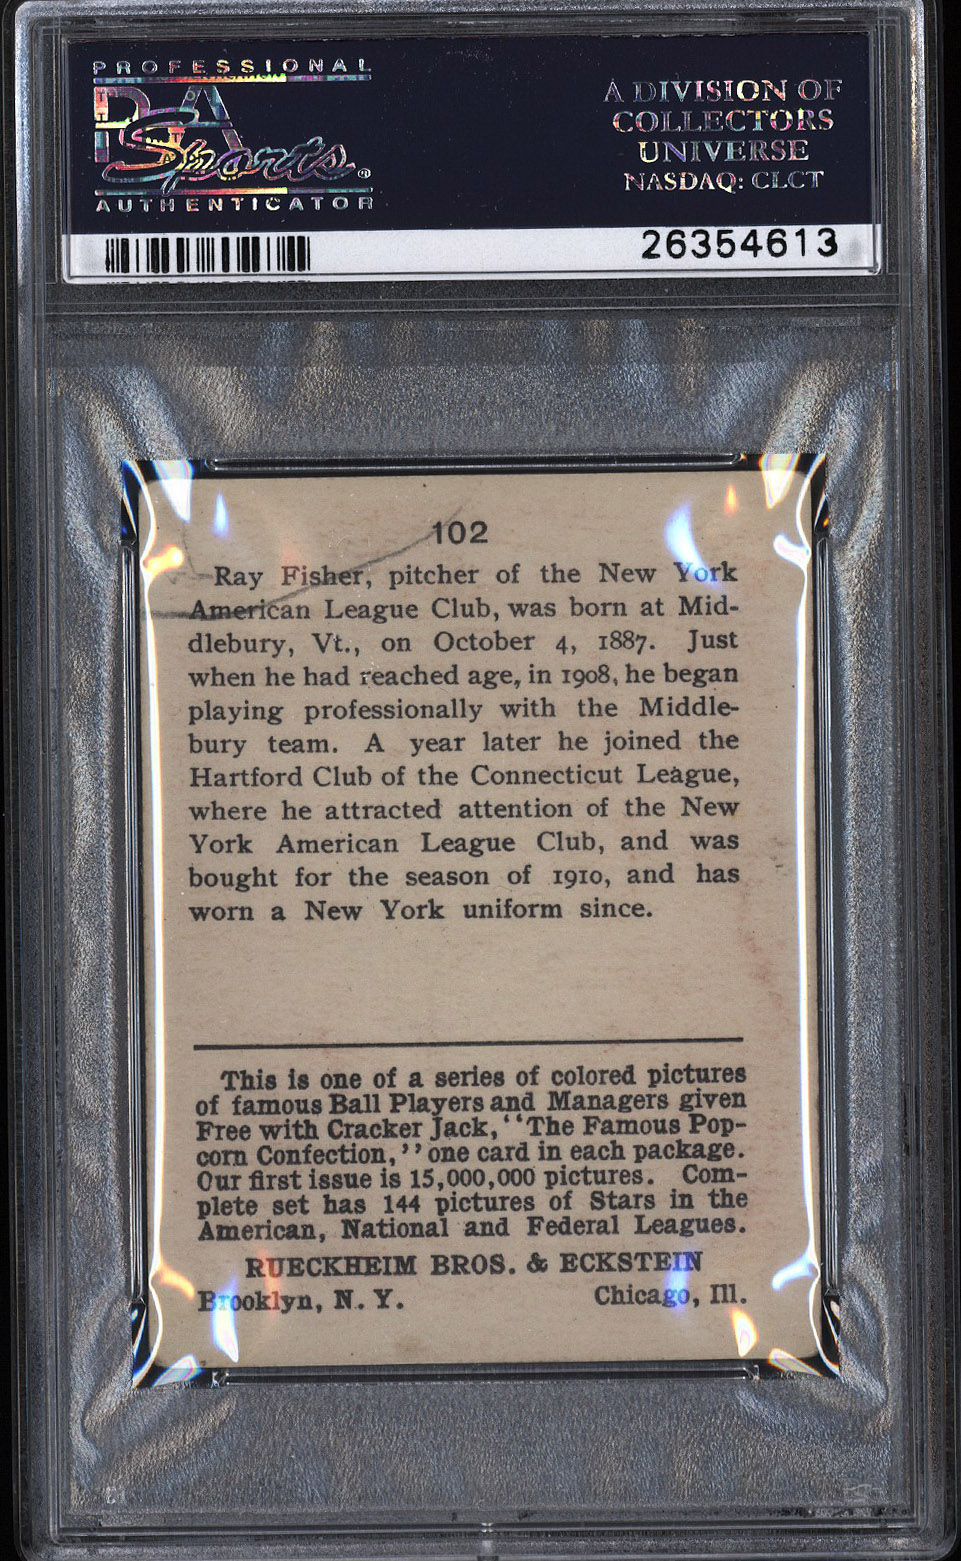 PROFESSIONAL
PSA
Sports®
AUTHENTICATOR
A DIVISION OF
COLLECTORS
UNIVERSE
NASDAQ: CLCT
26354613
102
Ray Fisher, pitcher of the New York
American League Club, was born at Mid-
dlebury, Vt., on October 4, 1887. Just
when he had reached age, in 1908, he began
playing professionally with the Middle-
bury team. A year later he joined the
Hartford Club of the Connecticut League,
where he attracted attention of the New
York American League Club, and was
bought for the season of 1910, and has
worn a New York uniform since.
This is one of a series of colored pictures
of famous Ball Players and Managers given
Free with Cracker Jack, "The Famous Pop-
corn Confection," one card in each package.
Our first issue is 15,000,000 pictures. Com-
plete set has 144 pictures of Stars in the
American, National and Federal Leagues.
RUECKHEIM BROS. & ECKSTEIN
Brooklyn, N. Y. Chicago, Ill.